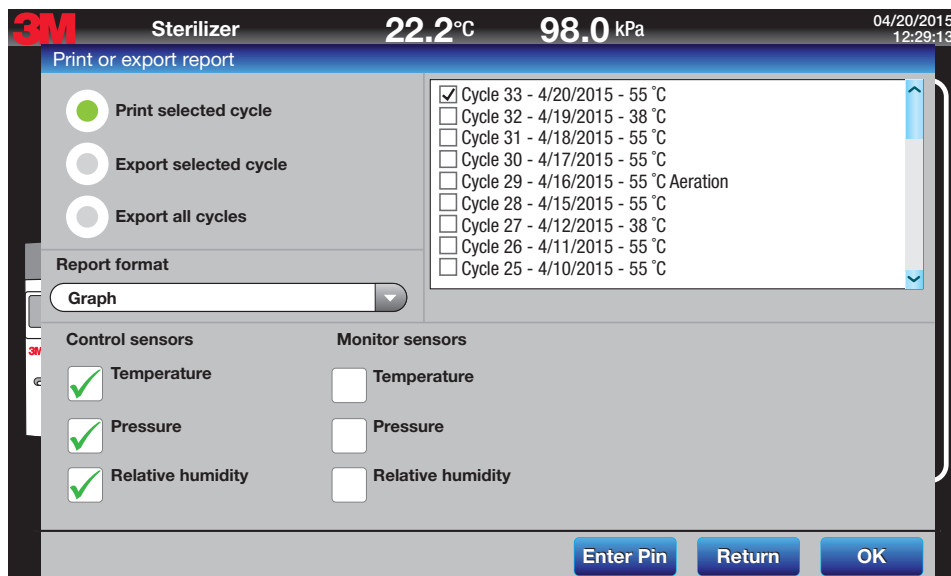 3M Sterilizer 22.2°C 98.0 kPa 04/20/2015
12:29:13
Print or export report
Print selected cycle
Export selected cycle
Export all cycles
Cycle 33 - 4/20/2015 - 55 ˚C
Cycle 32 - 4/19/2015 - 38 ˚C
Cycle 31 - 4/18/2015 - 55 ˚C
Cycle 30 - 4/17/2015 - 55 ˚C
Cycle 29 - 4/16/2015 - 55 ˚C Aeration
Cycle 28 - 4/15/2015 - 55 ˚C
Cycle 27 - 4/12/2015 - 38 ˚C
Cycle 26 - 4/11/2015 - 55 ˚C
Cycle 25 - 4/10/2015 - 55 ˚C
Report format
Graph
Control sensors Monitor sensors
Temperature Temperature
Pressure Pressure
Relative humidity Relative humidity
3M
Enter Pin Return OK